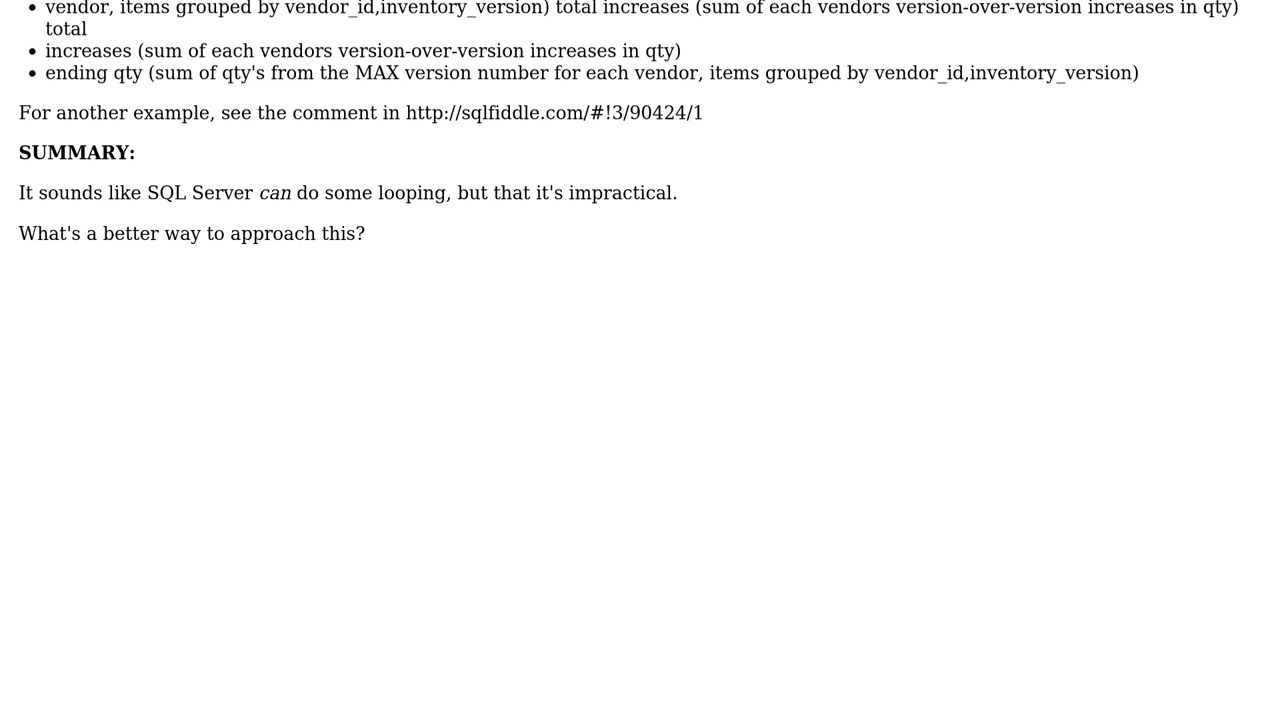 • vendor, items grouped by vendor_id,inventory_version) total increases (sum of each vendors version-over-version increases in qty)
total
• increases (sum of each vendors version-over-version increases in qty)
• ending qty (sum of qty's from the MAX version number for each vendor, items grouped by vendor_id,inventory_version)
For another example, see the comment in http://sqlfiddle.com/#!3/90424/1
SUMMARY:
It sounds like SQL Server can do some looping, but that it's impractical.
What's a better way to approach this?